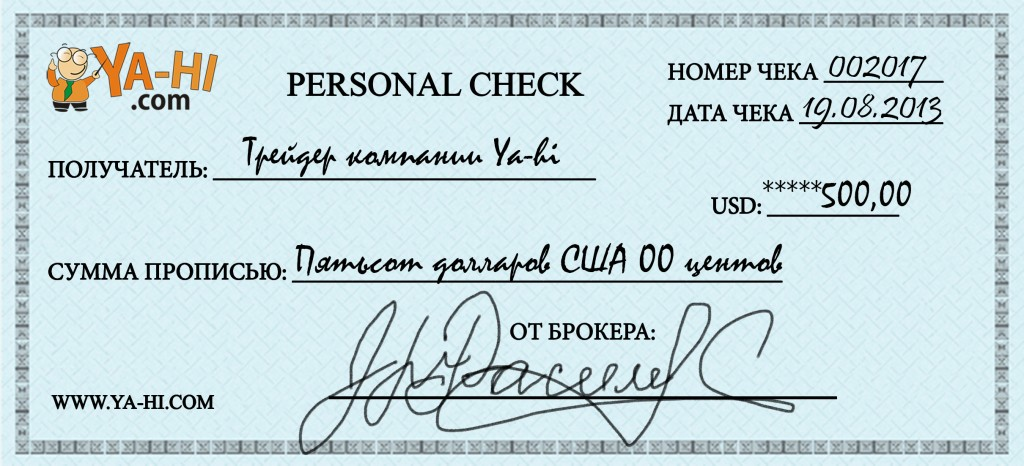 YA-HI
.com
PERSONAL CHECK
НОМЕР ЧЕКА 002017
ДАТА ЧЕКА 19.08.2013
ПОЛУЧАТЕЛЬ: Трейдер компании Ya-hi
USD: *****500,00
СУММА ПРОПИСЬЮ: Пятьсот долларов США 00 центов
ОТ БРОКЕРА:
WWW.YA-HI.COM